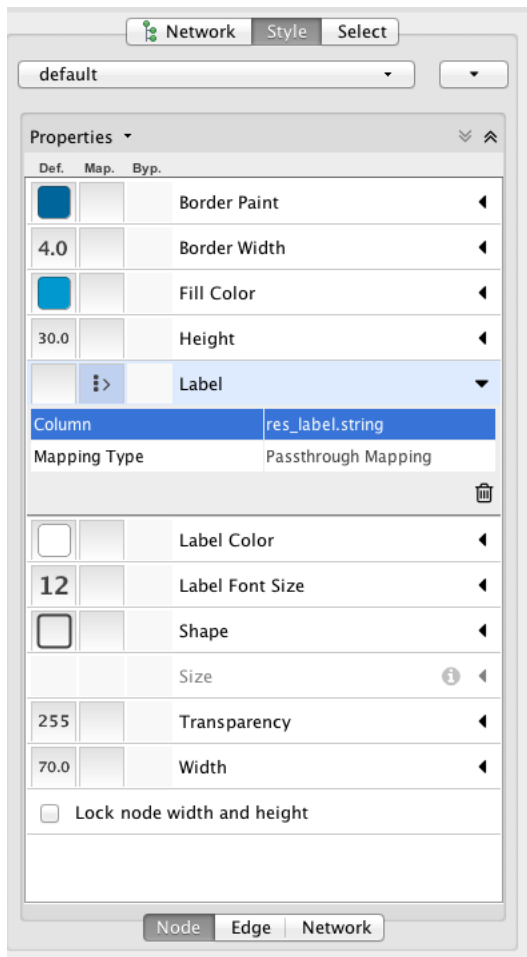 Network Style Select
default
Properties
Def. Map. Byp.
Border Paint
4.0 Border Width
Fill Color
30.0 Height
Label
Column res_label.string
Mapping Type Passthrough Mapping
Label Color
12 Label Font Size
Shape
Size
255 Transparency
70.0 Width
Lock node width and height
Node Edge Network